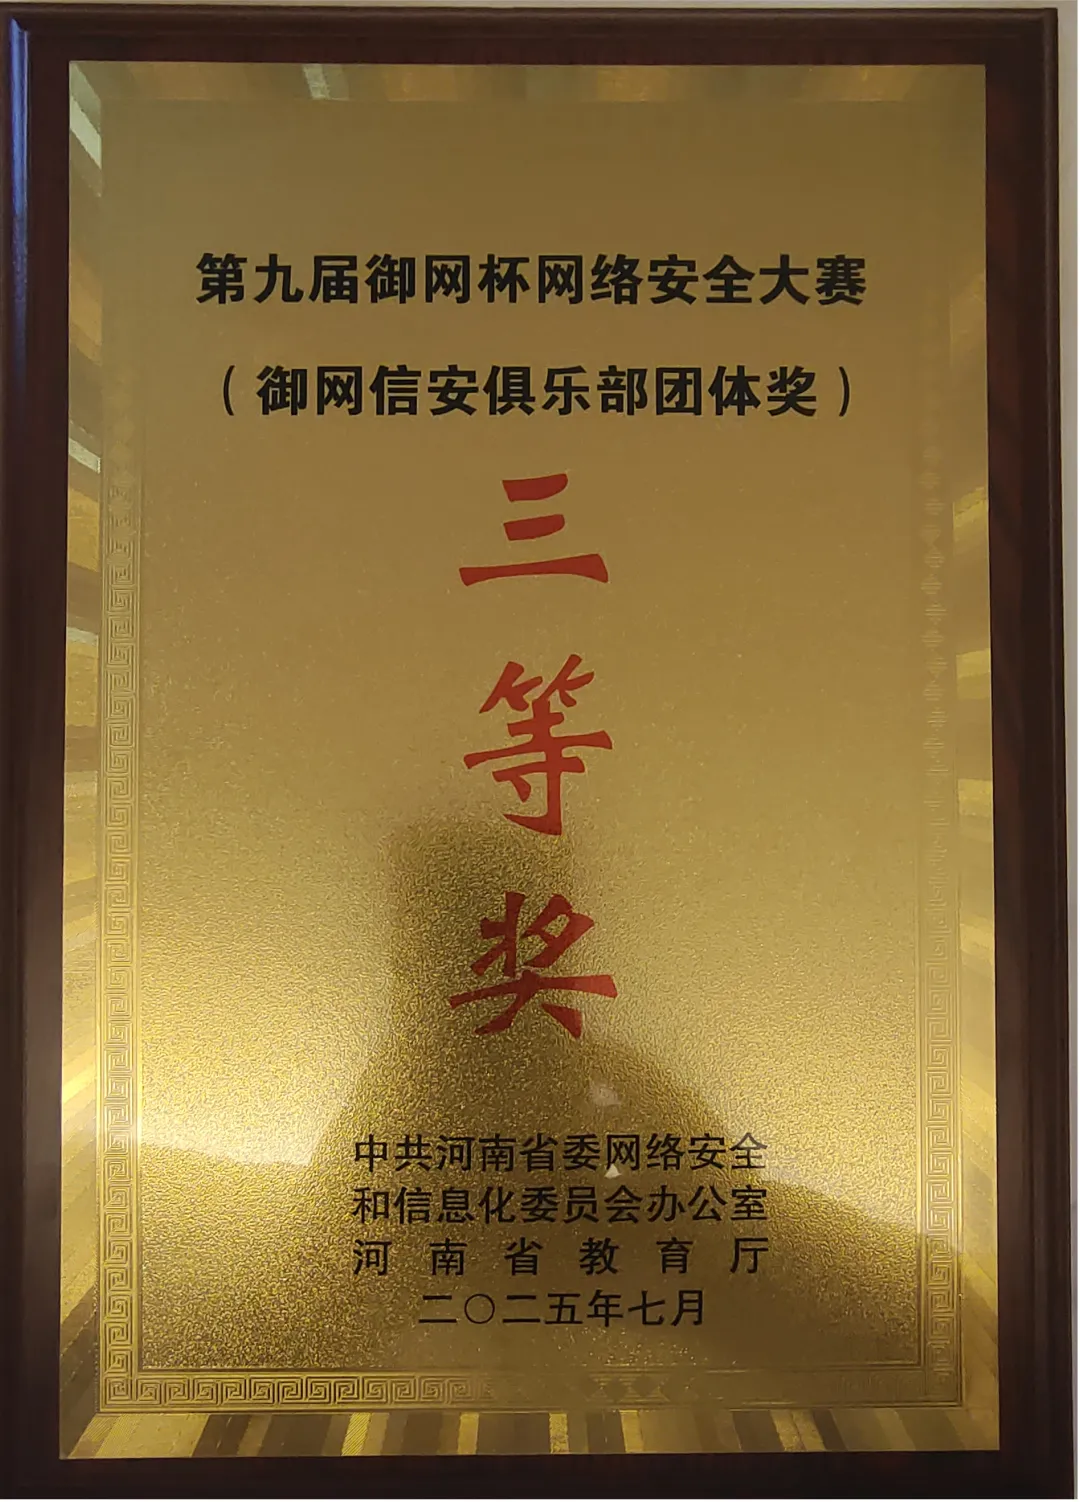 第九届御网杯网络安全大赛
（御网信安俱乐部团体奖）
三
等
奖
中共河南省委网络安全
和信息化委员会办公室
河南省教育厅
二〇二五年七月